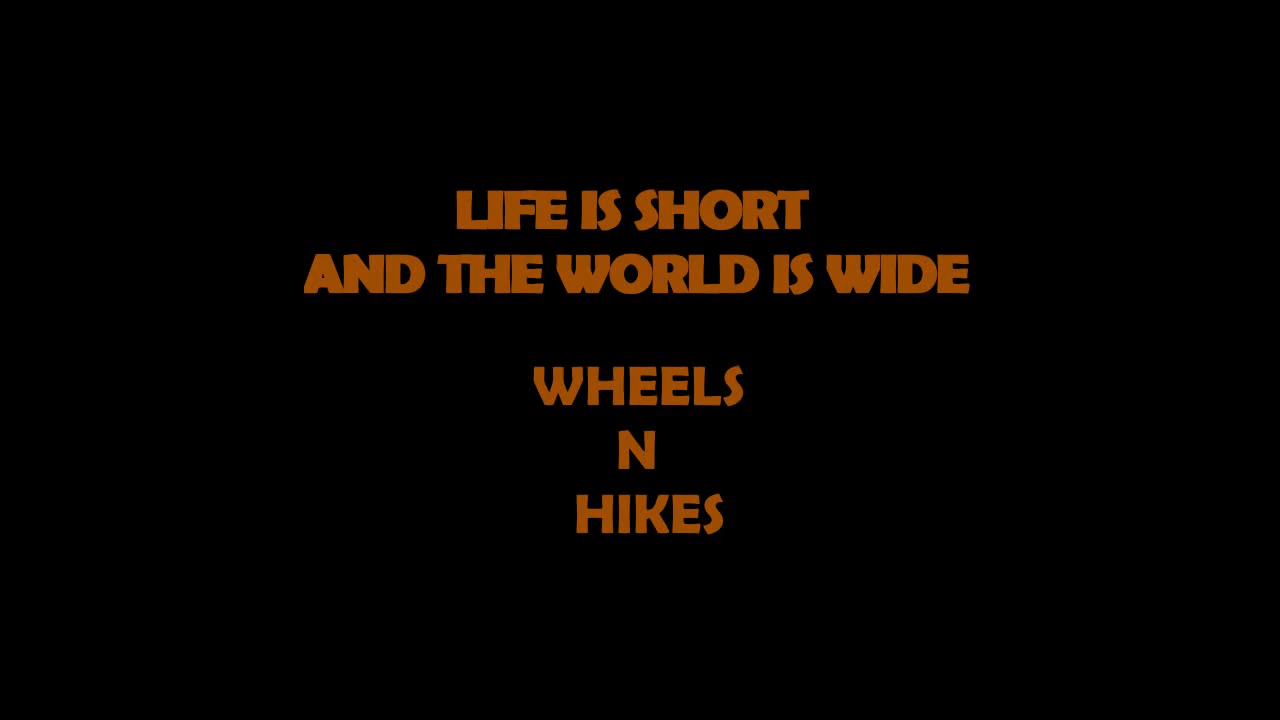 LIFE IS SHORT
AND THE WORLD IS WIDE
WHEELS
N
HIKES